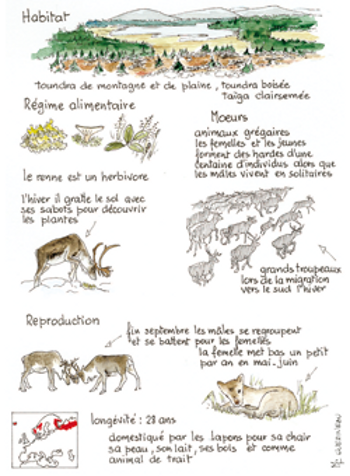 Habitat
toundra de montagne et de plaine, toundra boisée
taïga clairsemée
Régime alimentaire
le renne est un herbivore
l'hiver il gratte le sol avec
ses sabots pour découvrir
les plantes
Moeurs
animaux grégaires
les femelles et les jeunes
forment des hardes d'une
centaine d'individus alors que
les mâles vivent en solitaires
grands troupeaux
lors de la migration
vers le sud l'hiver
Reproduction
fin septembre les mâles se regroupent
et se battent pour les femelles
la femelle met bas un petit
par an en mai-juin
longévité : 28 ans
domestiqué par les lapons pour sa chair
sa peau, son lait, ses bois et comme
animal de trait